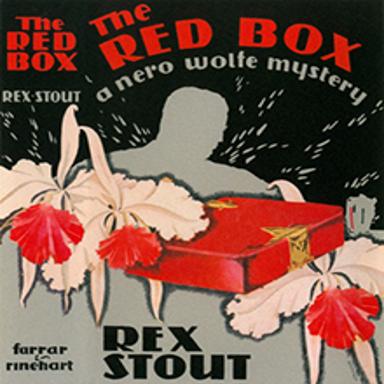 The
RED
BOX
REX STOUT
farrar
&
rinehart
The
RED BOX
a nero wolfe mystery
REX
STOUT